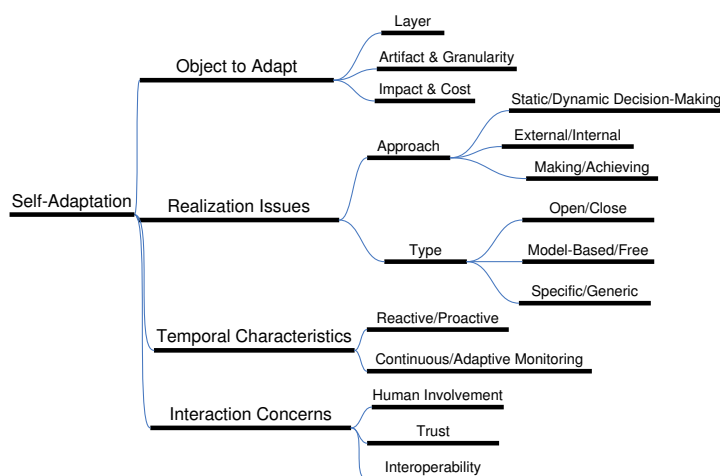 Self-Adaptation
Object to Adapt
Layer
Artifact & Granularity
Impact & Cost
Realization Issues
Approach
Static/Dynamic Decision-Making
External/Internal
Making/Achieving
Type
Open/Close
Model-Based/Free
Specific/Generic
Temporal Characteristics
Reactive/Proactive
Continuous/Adaptive Monitoring
Interaction Concerns
Human Involvement
Trust
Interoperability